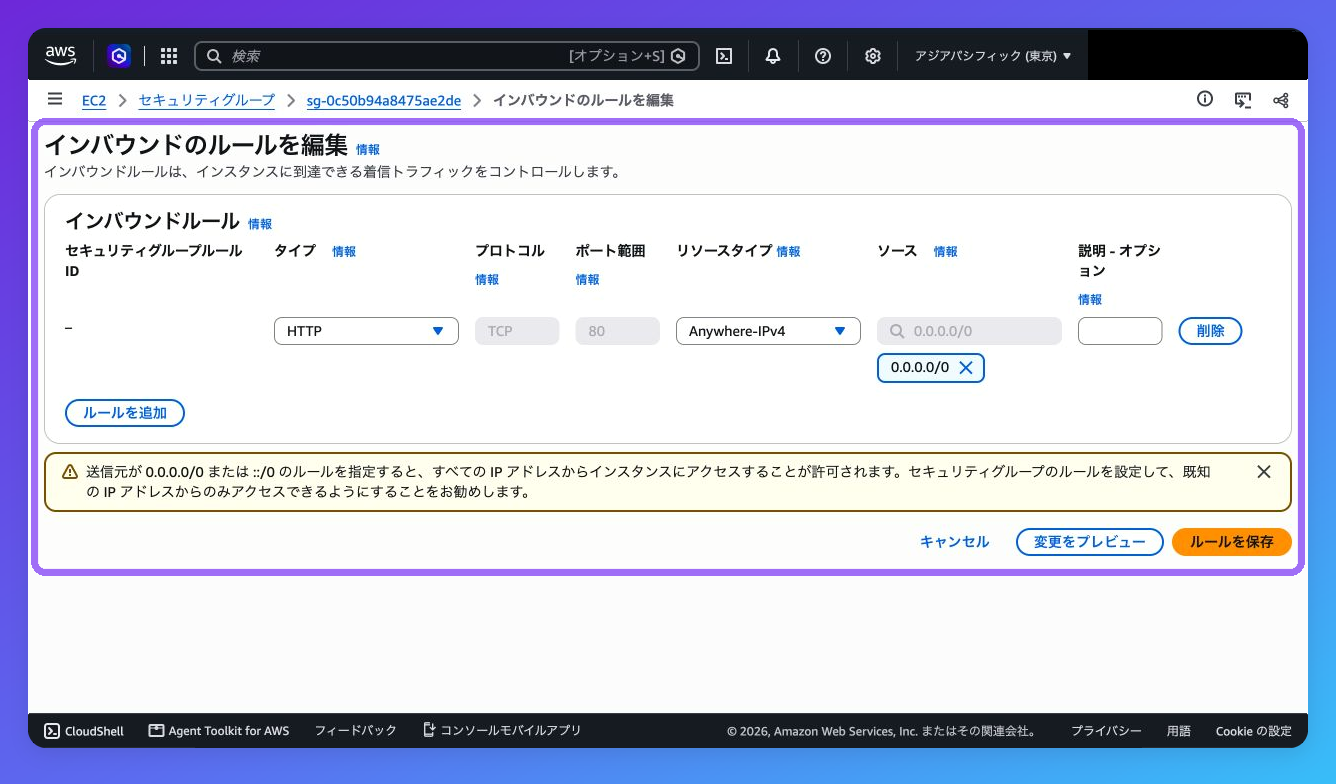 aws
検索 [オプション+S] アジアパシフィック (東京)
EC2 セキュリティグループ sg-0c50b94a8475ae2de インバウンドのルールを編集
インバウンドのルールを編集 情報
インバウンドルールは、インスタンスに到達できる着信トラフィックをコントロールします。
インバウンドルール 情報
セキュリティグループルール ID
タイプ 情報
プロトコル
情報
ポート範囲
情報
リソースタイプ 情報
ソース 情報
説明 - オプション
情報
–
HTTP TCP 80 Anywhere-IPv4 0.0.0.0/0 削除
0.0.0.0/0
ルールを追加
送信元が 0.0.0.0/0 または ::/0 のルールを指定すると、すべての IP アドレスからインスタンスにアクセスすることが許可されます。セキュリティグループのルールを設定して、既知
の IP アドレスからのみアクセスできるようにすることをお勧めします。
キャンセル 変更をプレビュー ルールを保存
CloudShell Agent Toolkit for AWS フィードバック コンソールモバイルアプリ © 2026, Amazon Web Services, Inc. またはその関連会社。 プライバシー 用語 Cookie の設定